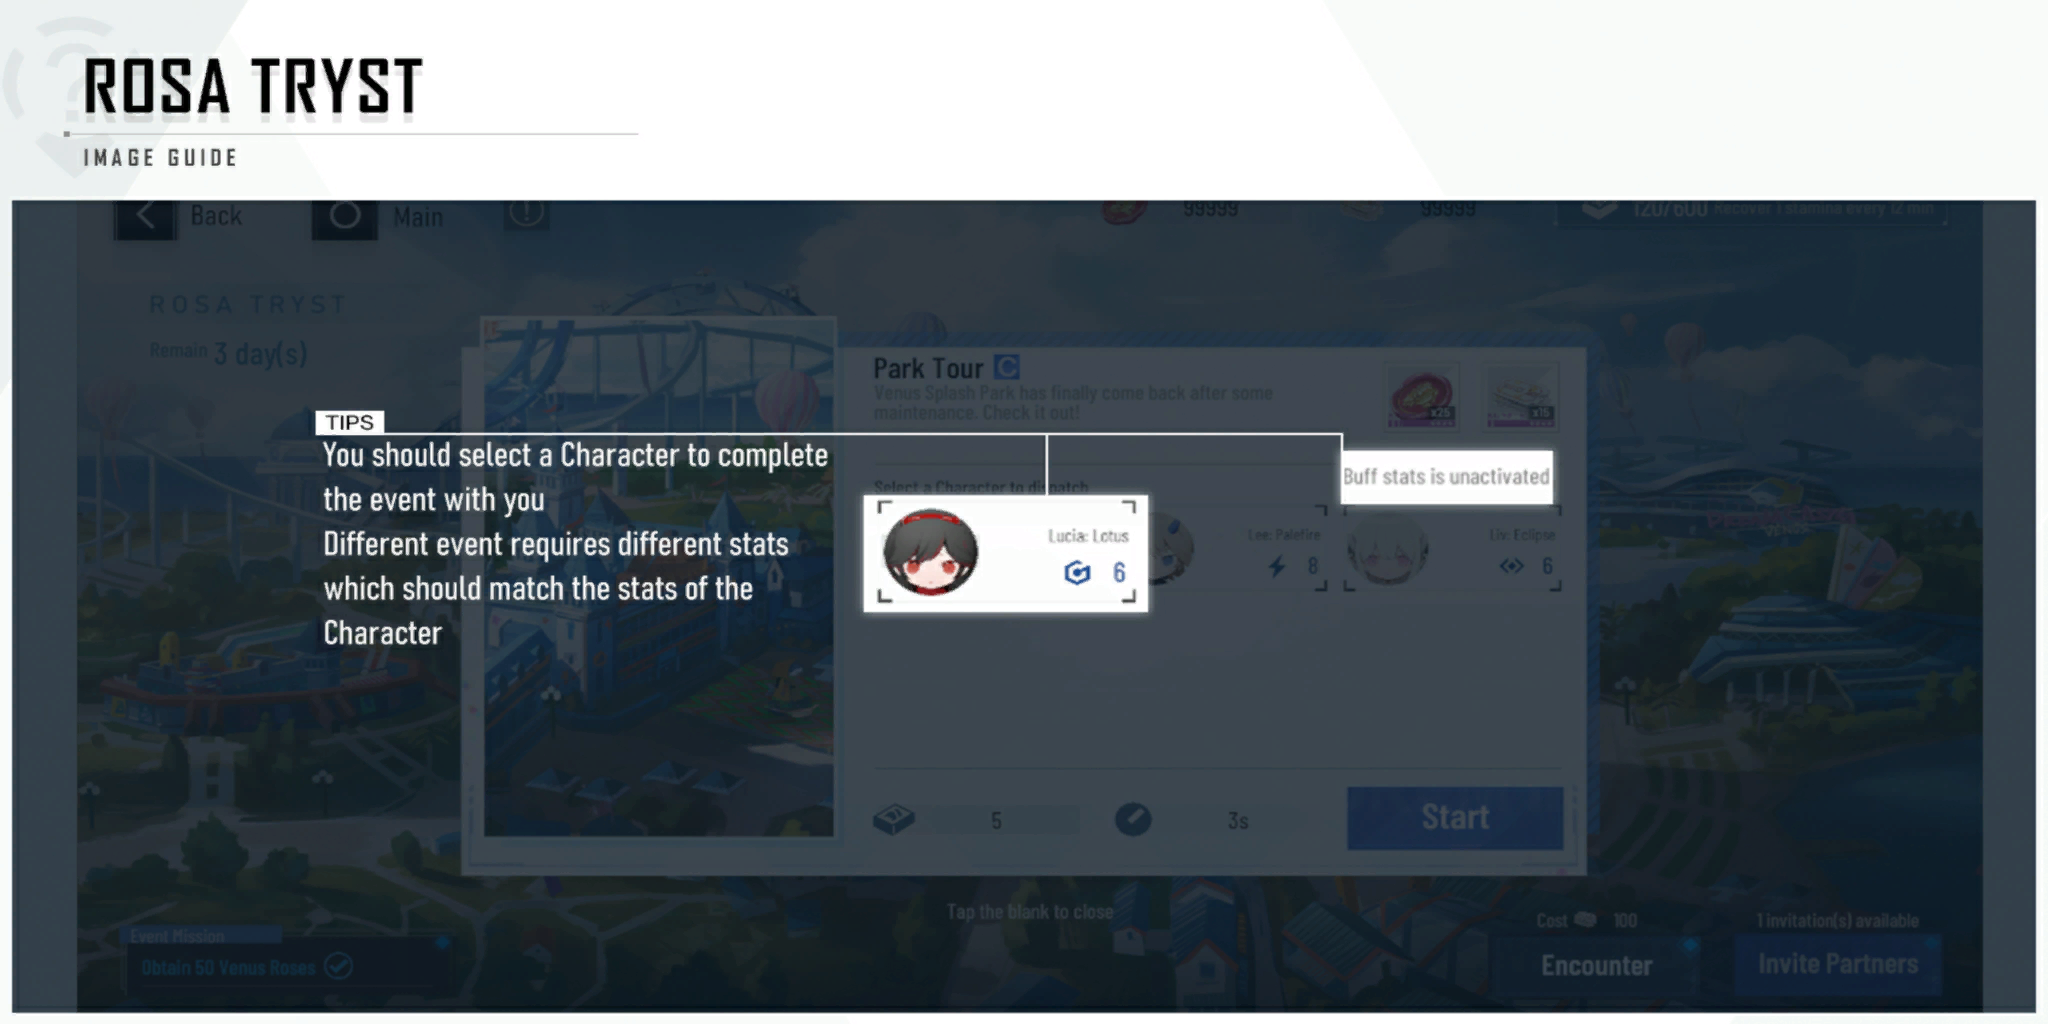 ROSA TRYST
IMAGE GUIDE
Back
Main
99999
99999
120/600 Recover 1 stamina every 12 min
ROSA TRYST
Remain 3 day(s)
Park Tour C
Venus Splash Park has finally come back after some
maintenance. Check it out!
x25
x15
TIPS
You should select a Character to complete
the event with you
Different event requires different stats
which should match the stats of the
Character
Buff stats is unactivated
Select a Character to dispatch
Lucia: Lotus
6
Lee: Palefire
8
Liv: Eclipse
6
5
3s
Start
Tap the blank to close
Event Mission
Obtain 50 Venus Roses
Cost 100
Encounter
1 invitation(s) available
Invite Partners